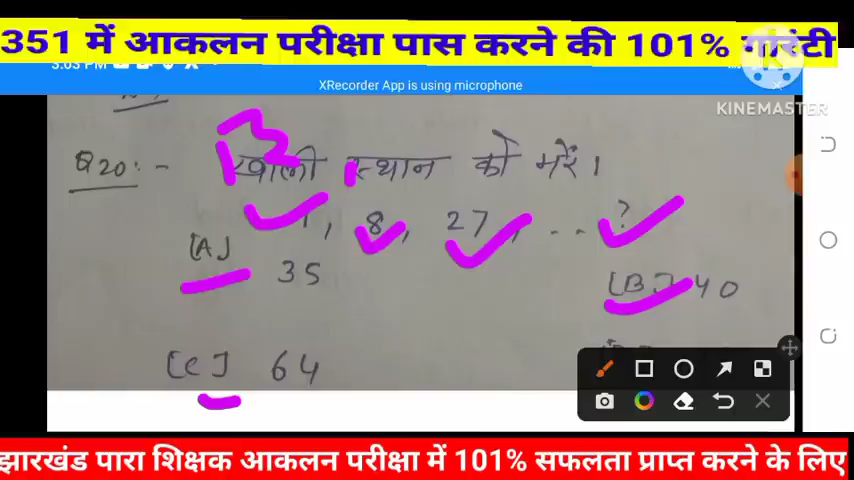 351 में आकलन परीक्षा पास करने की 101% गारंटी
KINEMASTER
XRecorder App is using microphone
Q20:- खाली स्थान को भरें।
1, 8, 27, .. ?
[A] 35
[B] 40
[C] 64
झारखंड पारा शिक्षक आकलन परीक्षा में 101% सफलता प्राप्त करने के लिए